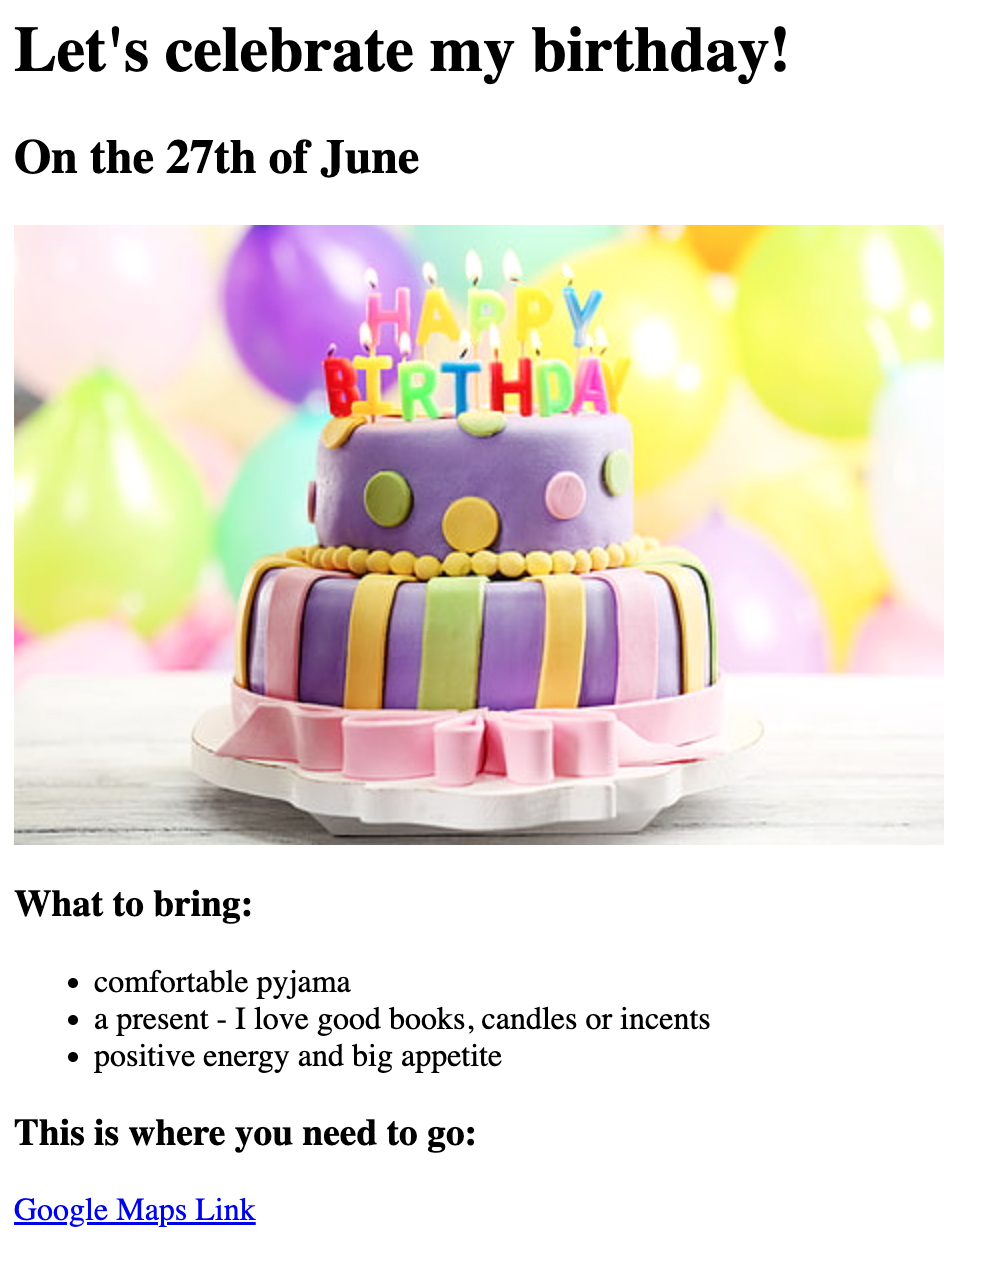 Let's celebrate my birthday!
On the 27th of June
HAPPY
BIRTHDAY
What to bring:
comfortable pyjama
a present - I love good books, candles or incents
positive energy and big appetite
This is where you need to go:
Google Maps Link